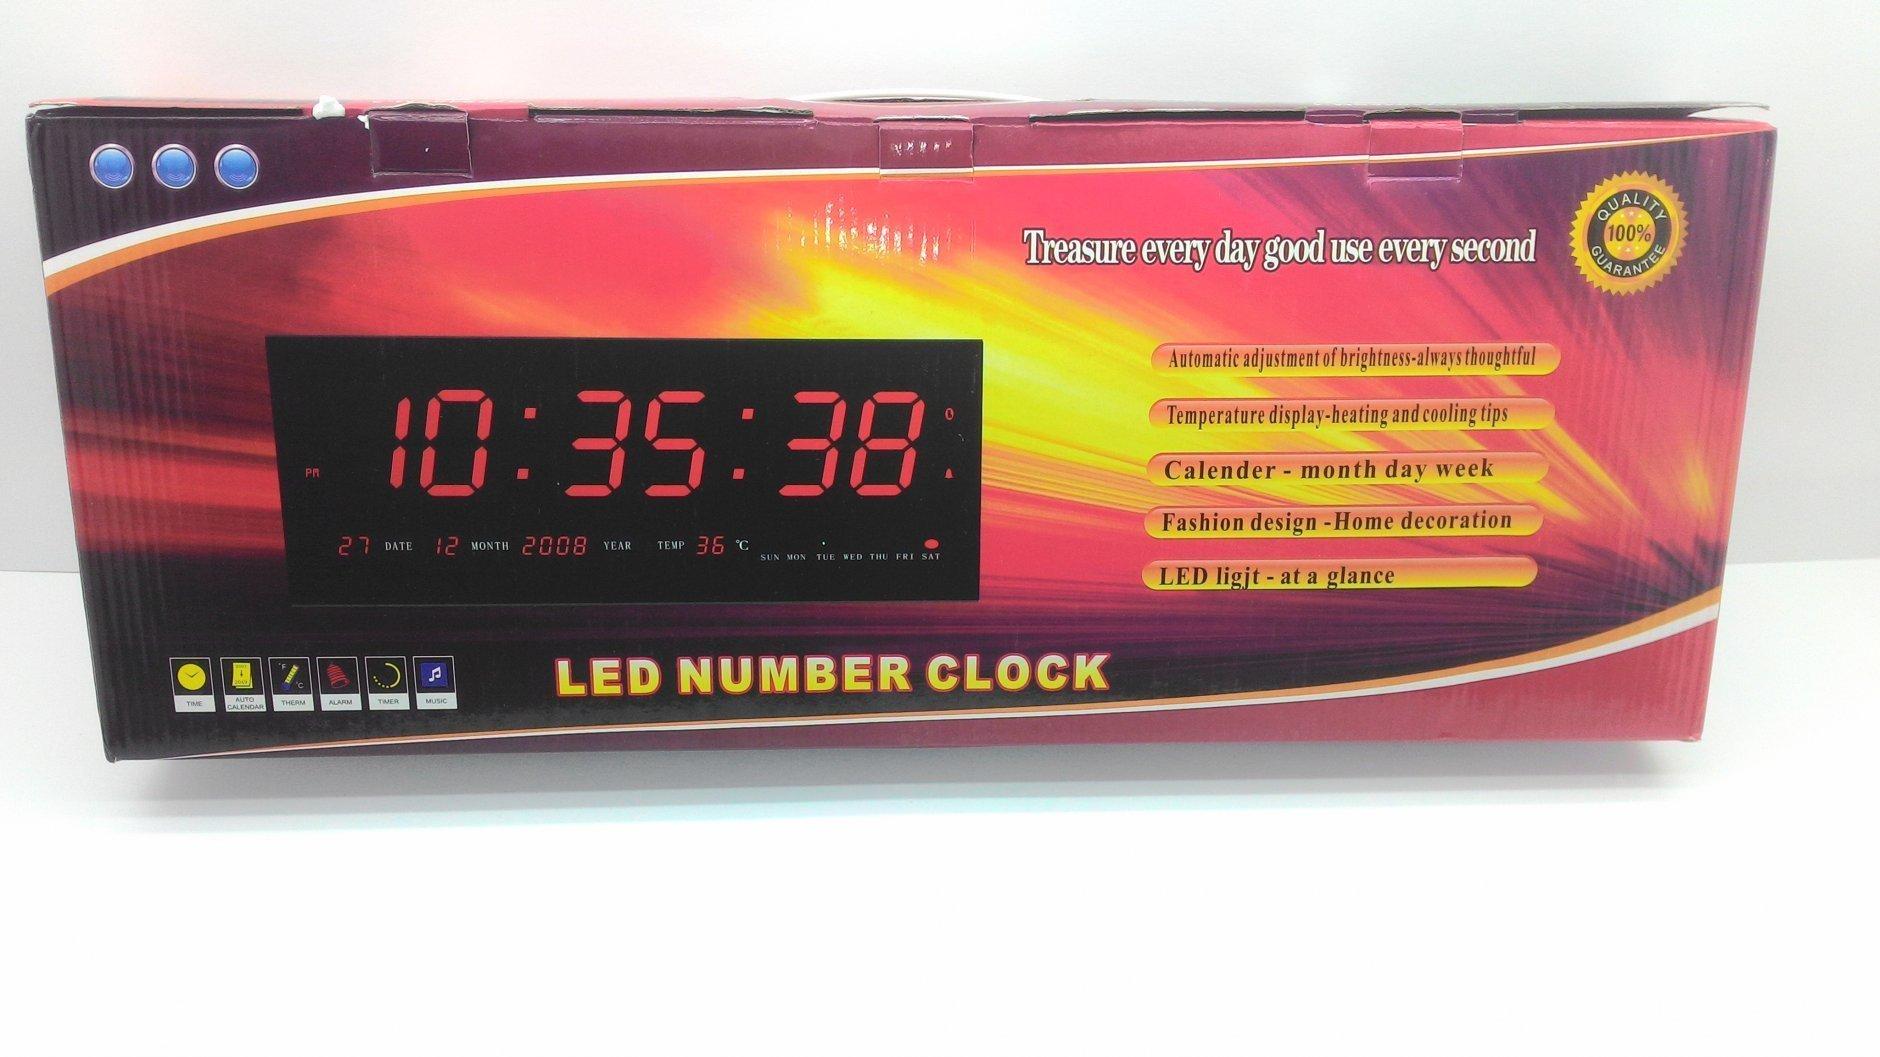 Treasure every day good use every second
QUALITY
100%
GUARANTEE
Automatic adjustment of brightness-always thoughtful
Temperature display-heating and cooling tips
Calender - month day week
Fashion design -Home decoration
LED ligjt - at a glance
10:35:38
PM
27 DATE 12 MONTH 2008 YEAR TEMP 36 °C
SUN MON TUE WED THU FRI SAT
°F
°C
TIME
AUTO CALENDAR
THERM
ALARM
TIMER
MUSIC
LED NUMBER CLOCK